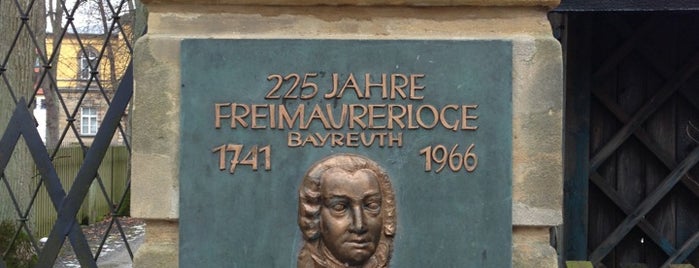 225 JAHRE
FREIMAURERLOGE
BAYREUTH
1741 1966